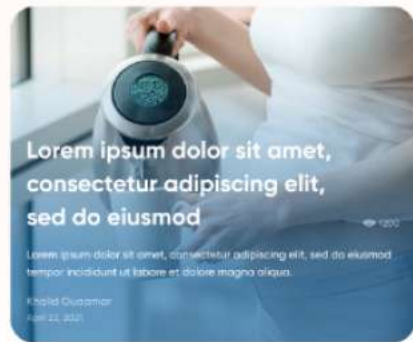 Lorem ipsum dolor sit amet,
consectetur adipiscing elit,
sed do eiusmod
1200
Lorem ipsum dolor sit amet, consectetur adipiscing elit, sed do eiusmod
tempor incididunt ut labore et dolore magna aliqua.
Khalid Ouaamar
April 22, 2021